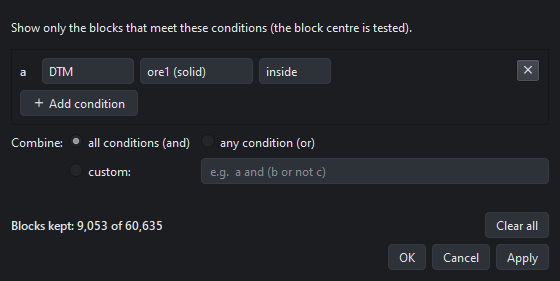 Show only the blocks that meet these conditions (the block centre is tested).
a DTM ore1 (solid) inside ✕
+ Add condition
Combine: all conditions (and) any condition (or)
custom: e.g. a and (b or not c)
Blocks kept: 9,053 of 60,635 Clear all
OK Cancel Apply